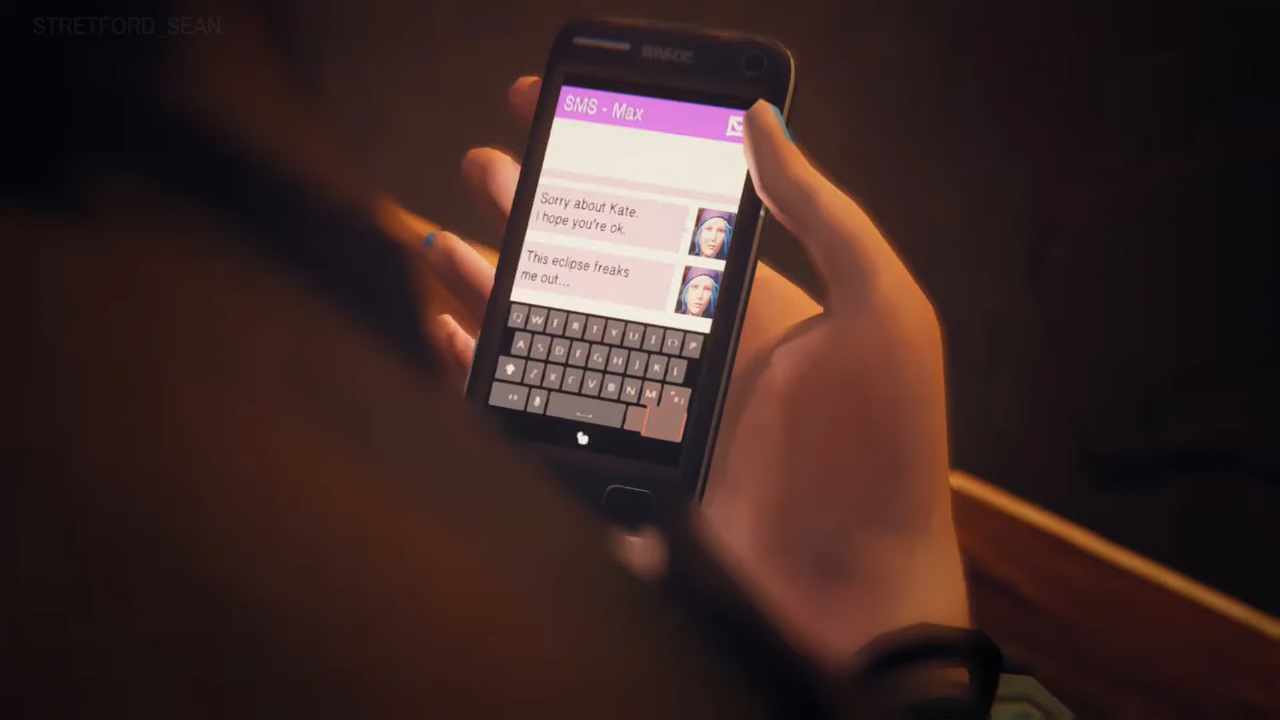 STRETFORD_SEAN
SMS - Max
Sorry about Kate.
I hope you're ok.
This eclipse freaks
me out...
Q W E R T Y U I O P
A S D F G H J K L
Z X C V B N M